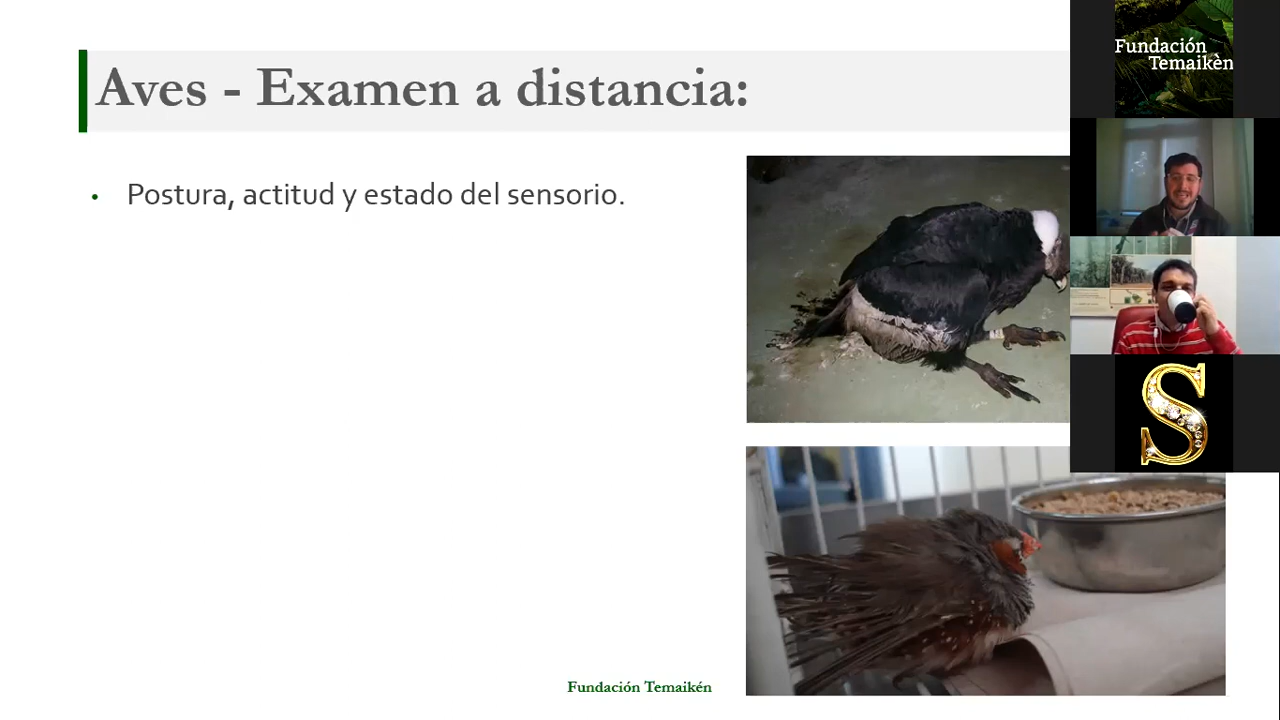 Aves - Examen a distancia:
• Postura, actitud y estado del sensorio.
Fundación Temaikén
Fundación
Temaikèn
S